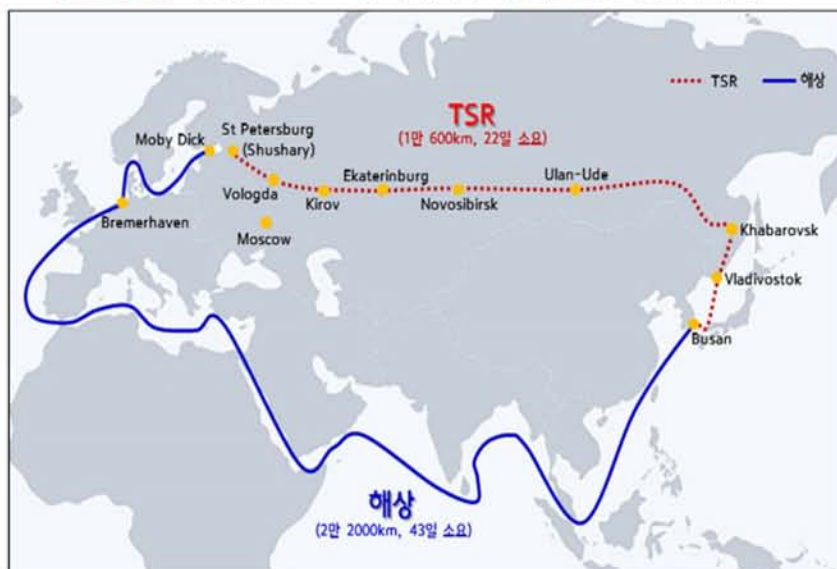 TSR
해상
TSR
(1만 600km, 22일 소요)
Moby Dick
St Petersburg
(Shushary)
Vologda
Kirov
Ekaterinburg
Novosibirsk
Ulan-Ude
Bremerhaven
Moscow
Khabarovsk
Vladivostok
Busan
해상
(2만 2000km, 43일 소요)